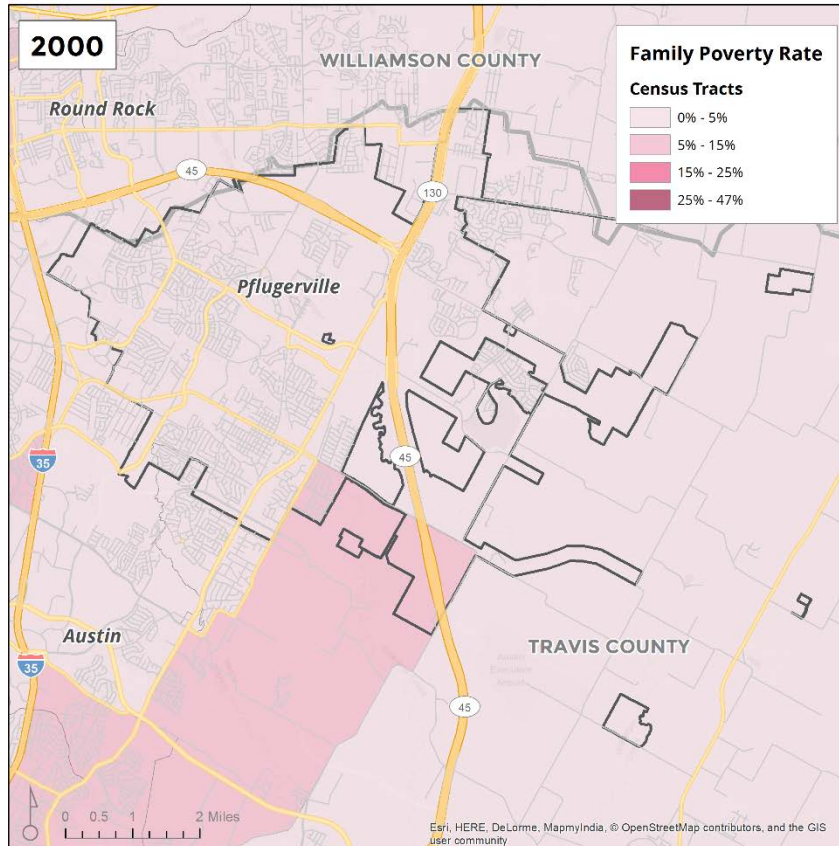 2000
WILLIAMSON COUNTY
Family Poverty Rate
Census Tracts
0% - 5%
5% - 15%
15% - 25%
25% - 47%
Round Rock
45
130
Pflugerville
35
45
Austin
35
TRAVIS COUNTY
45
0 0.5 1 2 Miles
Esri, HERE, DeLorme, MapmyIndia, © OpenStreetMap contributors, and the GIS
user community